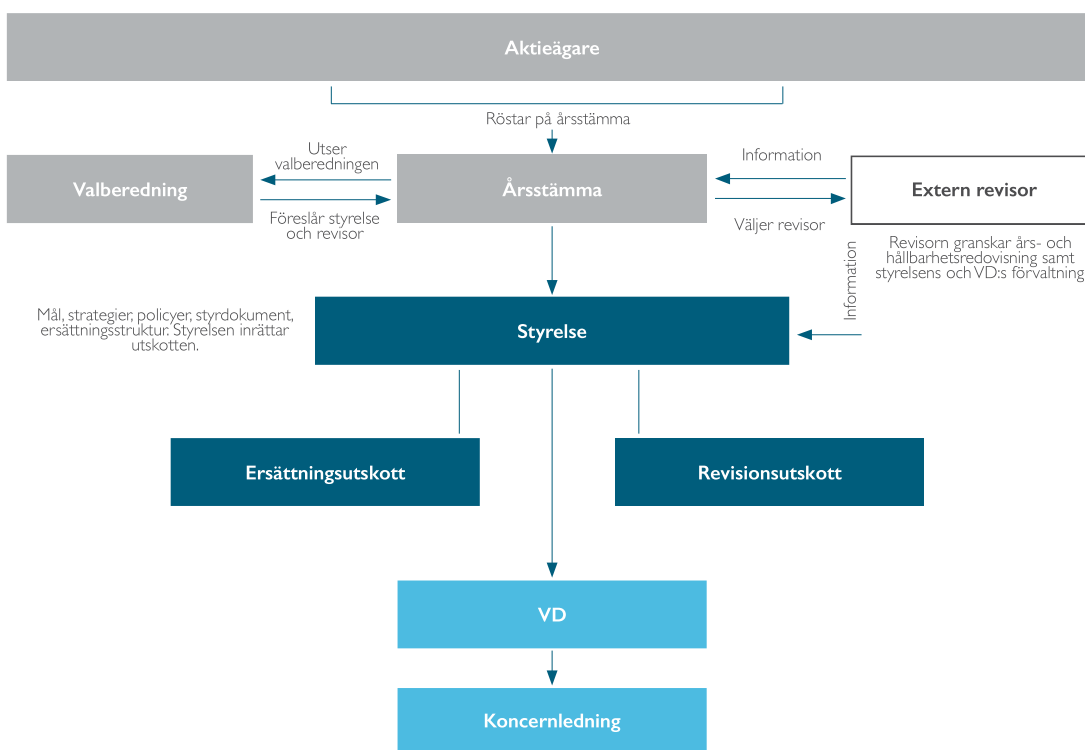 Aktieägare
Röstar på årsstämma
Utser
valberedningen
Information
Valberedning
Årsstämma
Extern revisor
Föreslår styrelse
och revisor
Väljer revisor
Revisorn granskar års- och
hållbarhetsredovisning samt
styrelsens och VD:s förvaltning
Information
Mål, strategier, policyer, styrdokument,
ersättningsstruktur. Styrelsen inrättar
utskotten.
Styrelse
Ersättningsutskott
Revisionsutskott
VD
Koncernledning